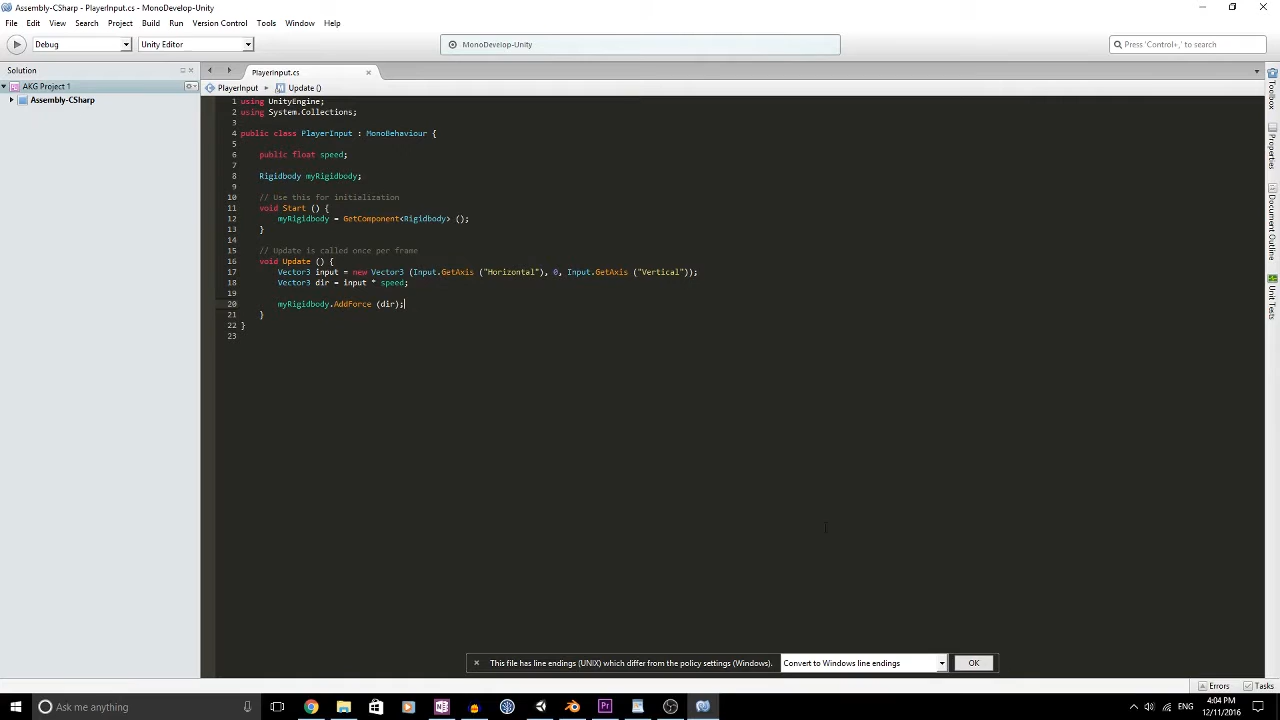 Assembly-CSharp - PlayerInput.cs - MonoDevelop-Unity
File Edit View Search Project Build Run Version Control Tools Window Help
Debug Unity Editor MonoDevelop-Unity Press 'Control+,' to search
Solution PlayerInput.cs
AKG Project 1 PlayerInput Update ()
Assembly-CSharp
1 using UnityEngine;
2 using System.Collections;
3
4 public class PlayerInput : MonoBehaviour {
5
6 public float speed;
7
8 Rigidbody myRigidbody;
9
10 // Use this for initialization
11 void Start () {
12 myRigidbody = GetComponent<Rigidbody> ();
13 }
14
15 // Update is called once per frame
16 void Update () {
17 Vector3 input = new Vector3 (Input.GetAxis ("Horizontal"), 0, Input.GetAxis ("Vertical"));
18 Vector3 dir = input * speed;
19
20 myRigidbody.AddForce (dir);
21 }
22 }
23
Toolbox
Properties
Document Outline
Unit Tests
This file has line endings (UNIX) which differ from the policy settings (Windows). Convert to Windows line endings OK
Errors Tasks
Ask me anything
Pr
ENG
4:04 PM
12/11/2016